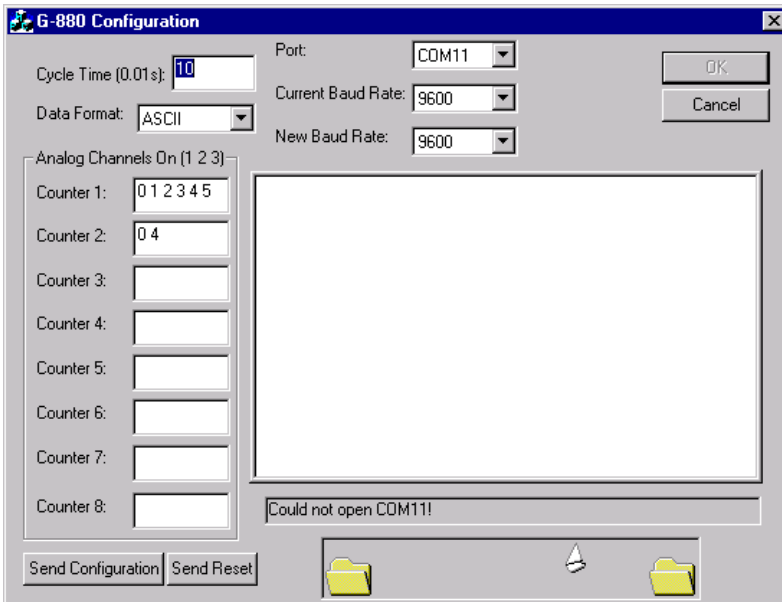 G-880 Configuration
Cycle Time (0.01s): 10
Data Format: ASCII
Port: COM11
Current Baud Rate: 9600
New Baud Rate: 9600
OK
Cancel
Analog Channels On (1 2 3)
Counter 1: 0 1 2 3 4 5
Counter 2: 0 4
Counter 3:
Counter 4:
Counter 5:
Counter 6:
Counter 7:
Counter 8:
Could not open COM11!
Send Configuration
Send Reset